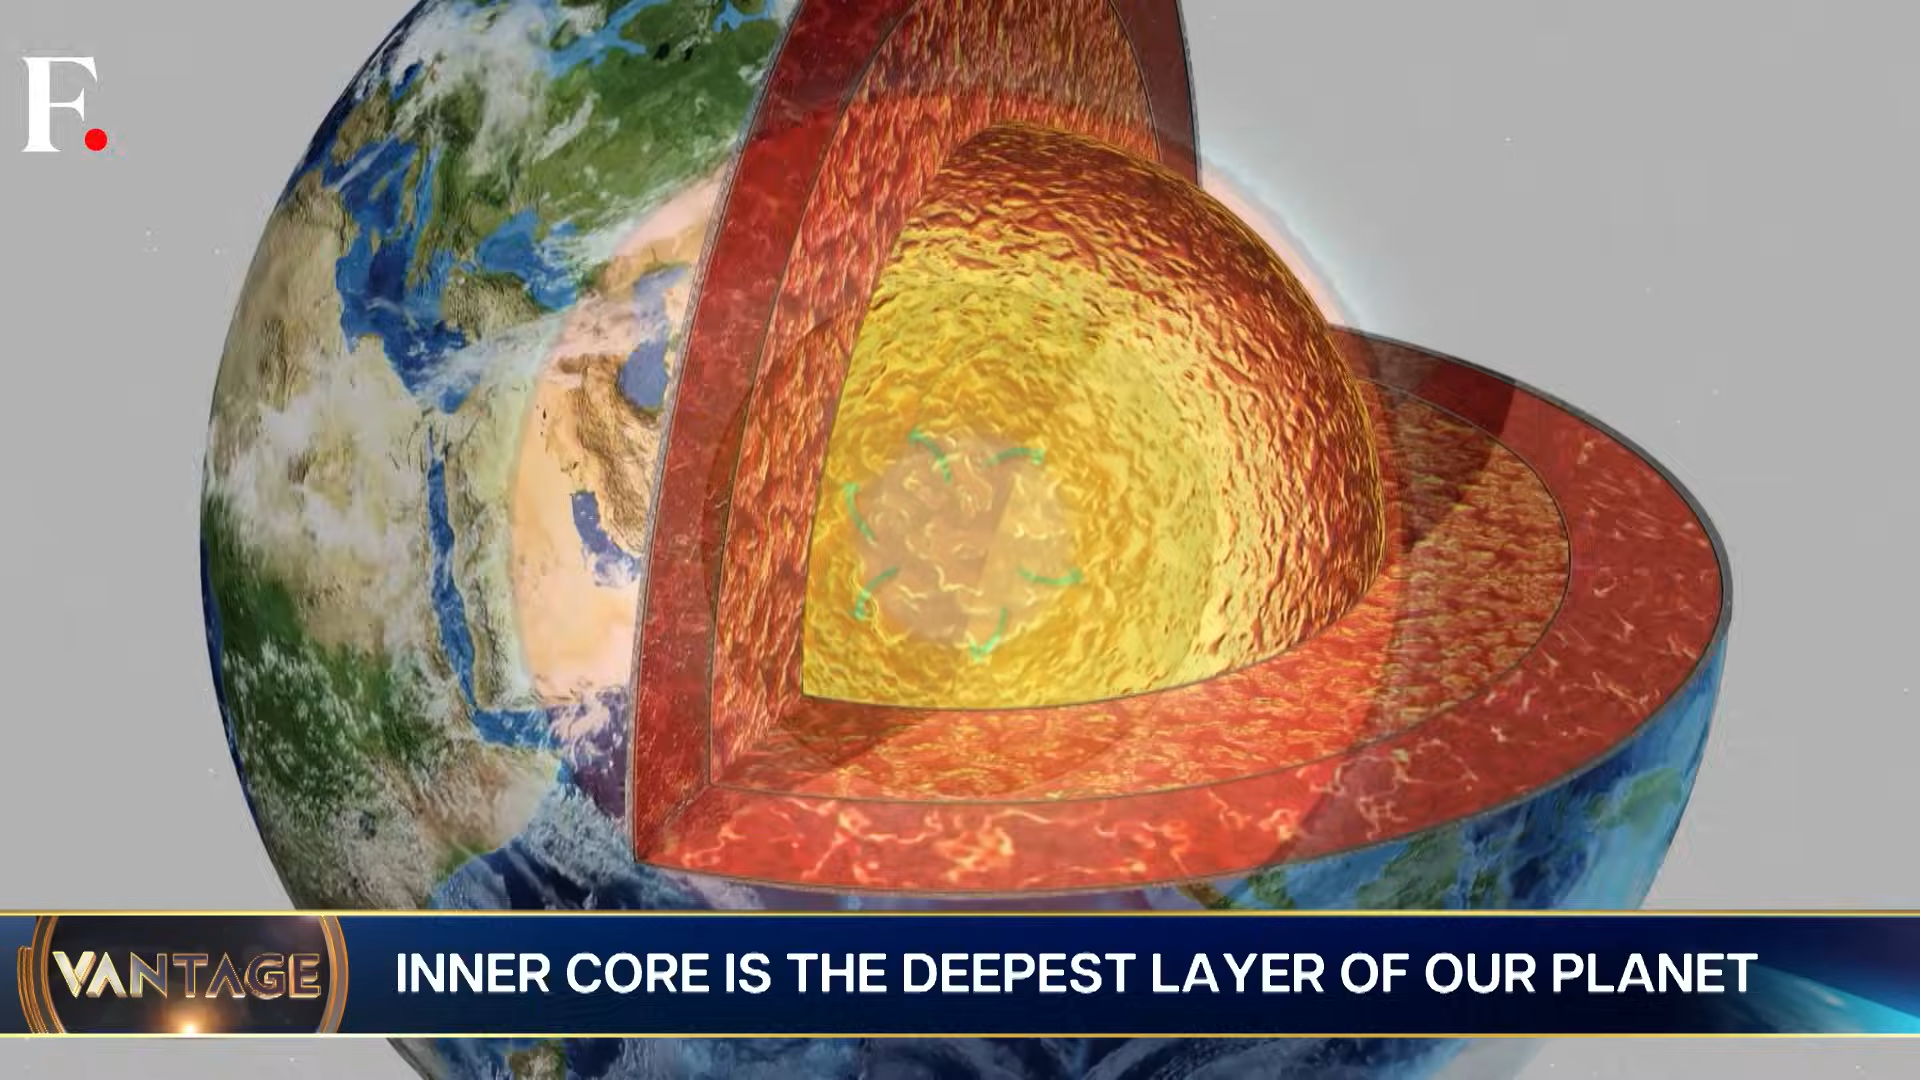 F.
VANTAGE
INNER CORE IS THE DEEPEST LAYER OF OUR PLANET